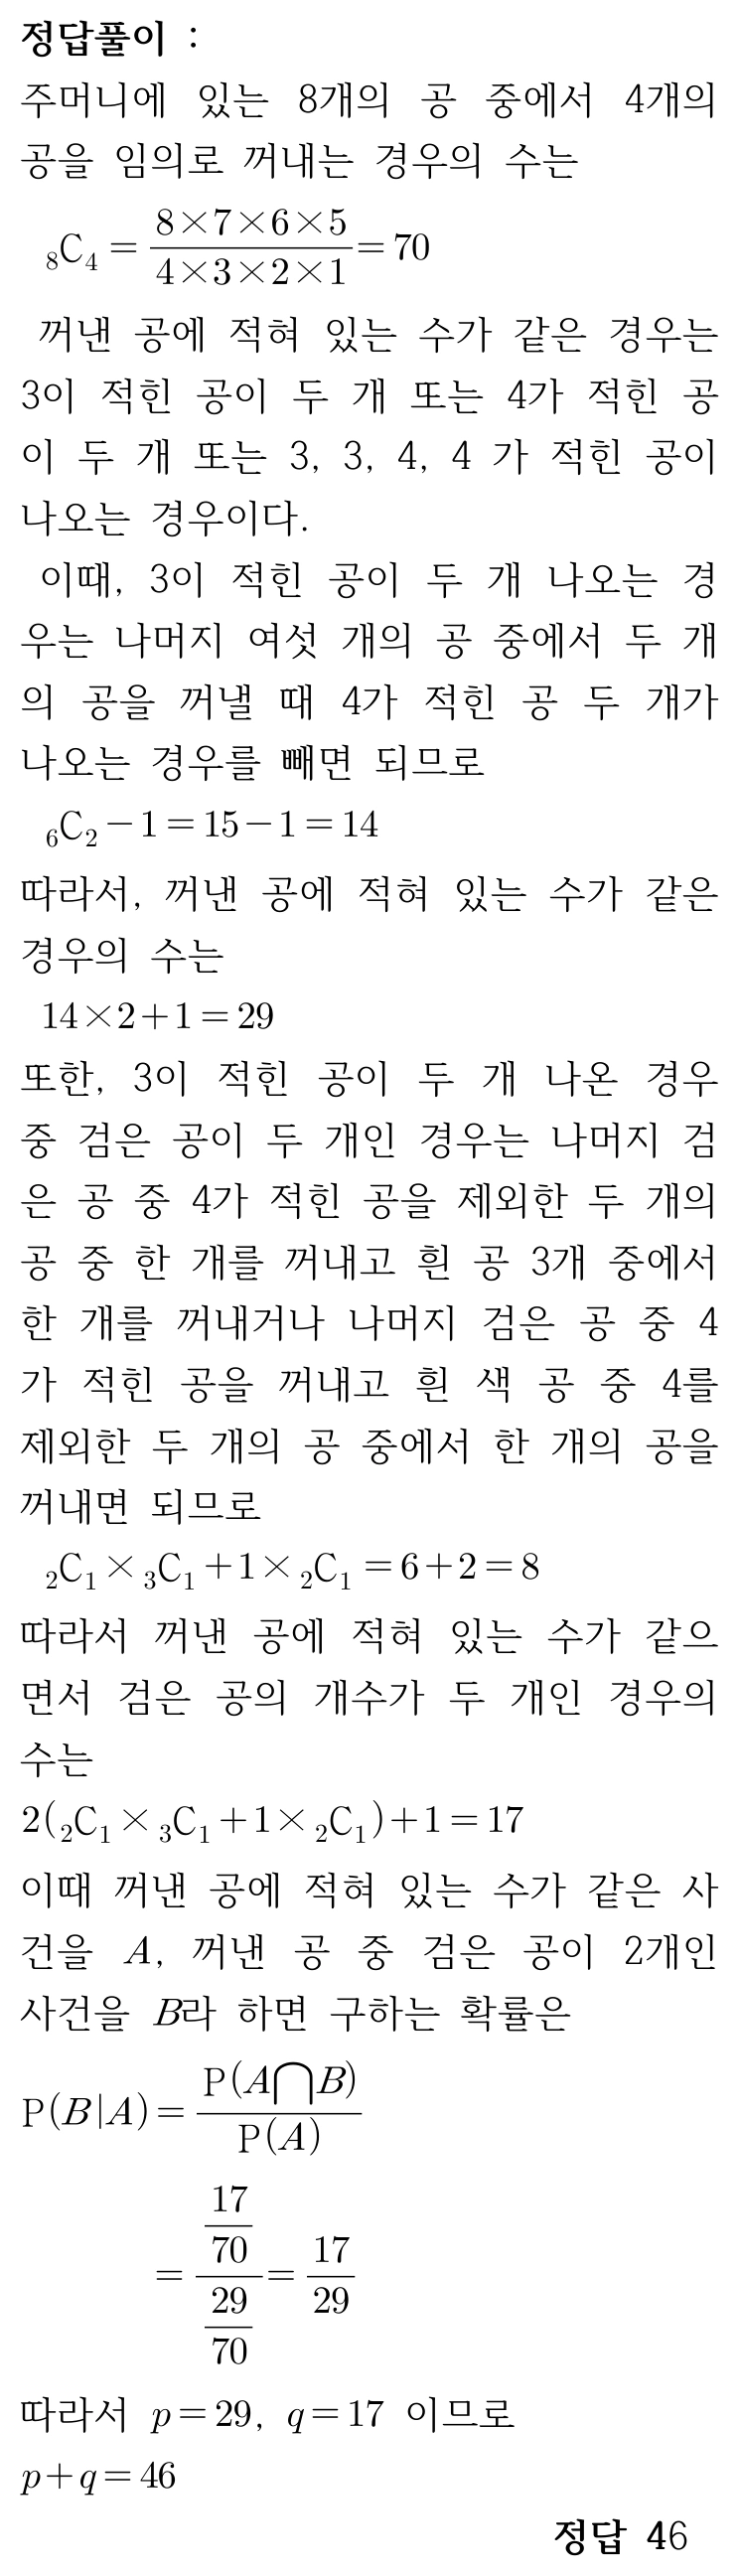 정답풀이 :
주머니에 있는 8개의 공 중에서 4개의
공을 임의로 꺼내는 경우의 수는
₈C₄ = (8×7×6×5)/(4×3×2×1) = 70
꺼낸 공에 적혀 있는 수가 같은 경우는
3이 적힌 공이 두 개 또는 4가 적힌 공
이 두 개 또는 3, 3, 4, 4 가 적힌 공이
나오는 경우이다.
이때, 3이 적힌 공이 두 개 나오는 경
우는 나머지 여섯 개의 공 중에서 두 개
의 공을 꺼낼 때 4가 적힌 공 두 개가
나오는 경우를 빼면 되므로
₆C₂ − 1 = 15 − 1 = 14
따라서, 꺼낸 공에 적혀 있는 수가 같은
경우의 수는
14×2+1 = 29
또한, 3이 적힌 공이 두 개 나온 경우
중 검은 공이 두 개인 경우는 나머지 검
은 공 중 4가 적힌 공을 제외한 두 개의
공 중 한 개를 꺼내고 흰 공 3개 중에서
한 개를 꺼내거나 나머지 검은 공 중 4
가 적힌 공을 꺼내고 흰 색 공 중 4를
제외한 두 개의 공 중에서 한 개의 공을
꺼내면 되므로
₂C₁ × ₃C₁ + 1 × ₂C₁ = 6+2 = 8
따라서 꺼낸 공에 적혀 있는 수가 같으
면서 검은 공의 개수가 두 개인 경우의
수는
2(₂C₁ × ₃C₁ + 1 × ₂C₁)+1 = 17
이때 꺼낸 공에 적혀 있는 수가 같은 사
건을 A, 꺼낸 공 중 검은 공이 2개인
사건을 B라 하면 구하는 확률은
P(B|A) = P(A⋂B)/P(A)
= (17/70)/(29/70) = 17/29
따라서 p = 29, q = 17 이므로
p+q = 46
정답 46